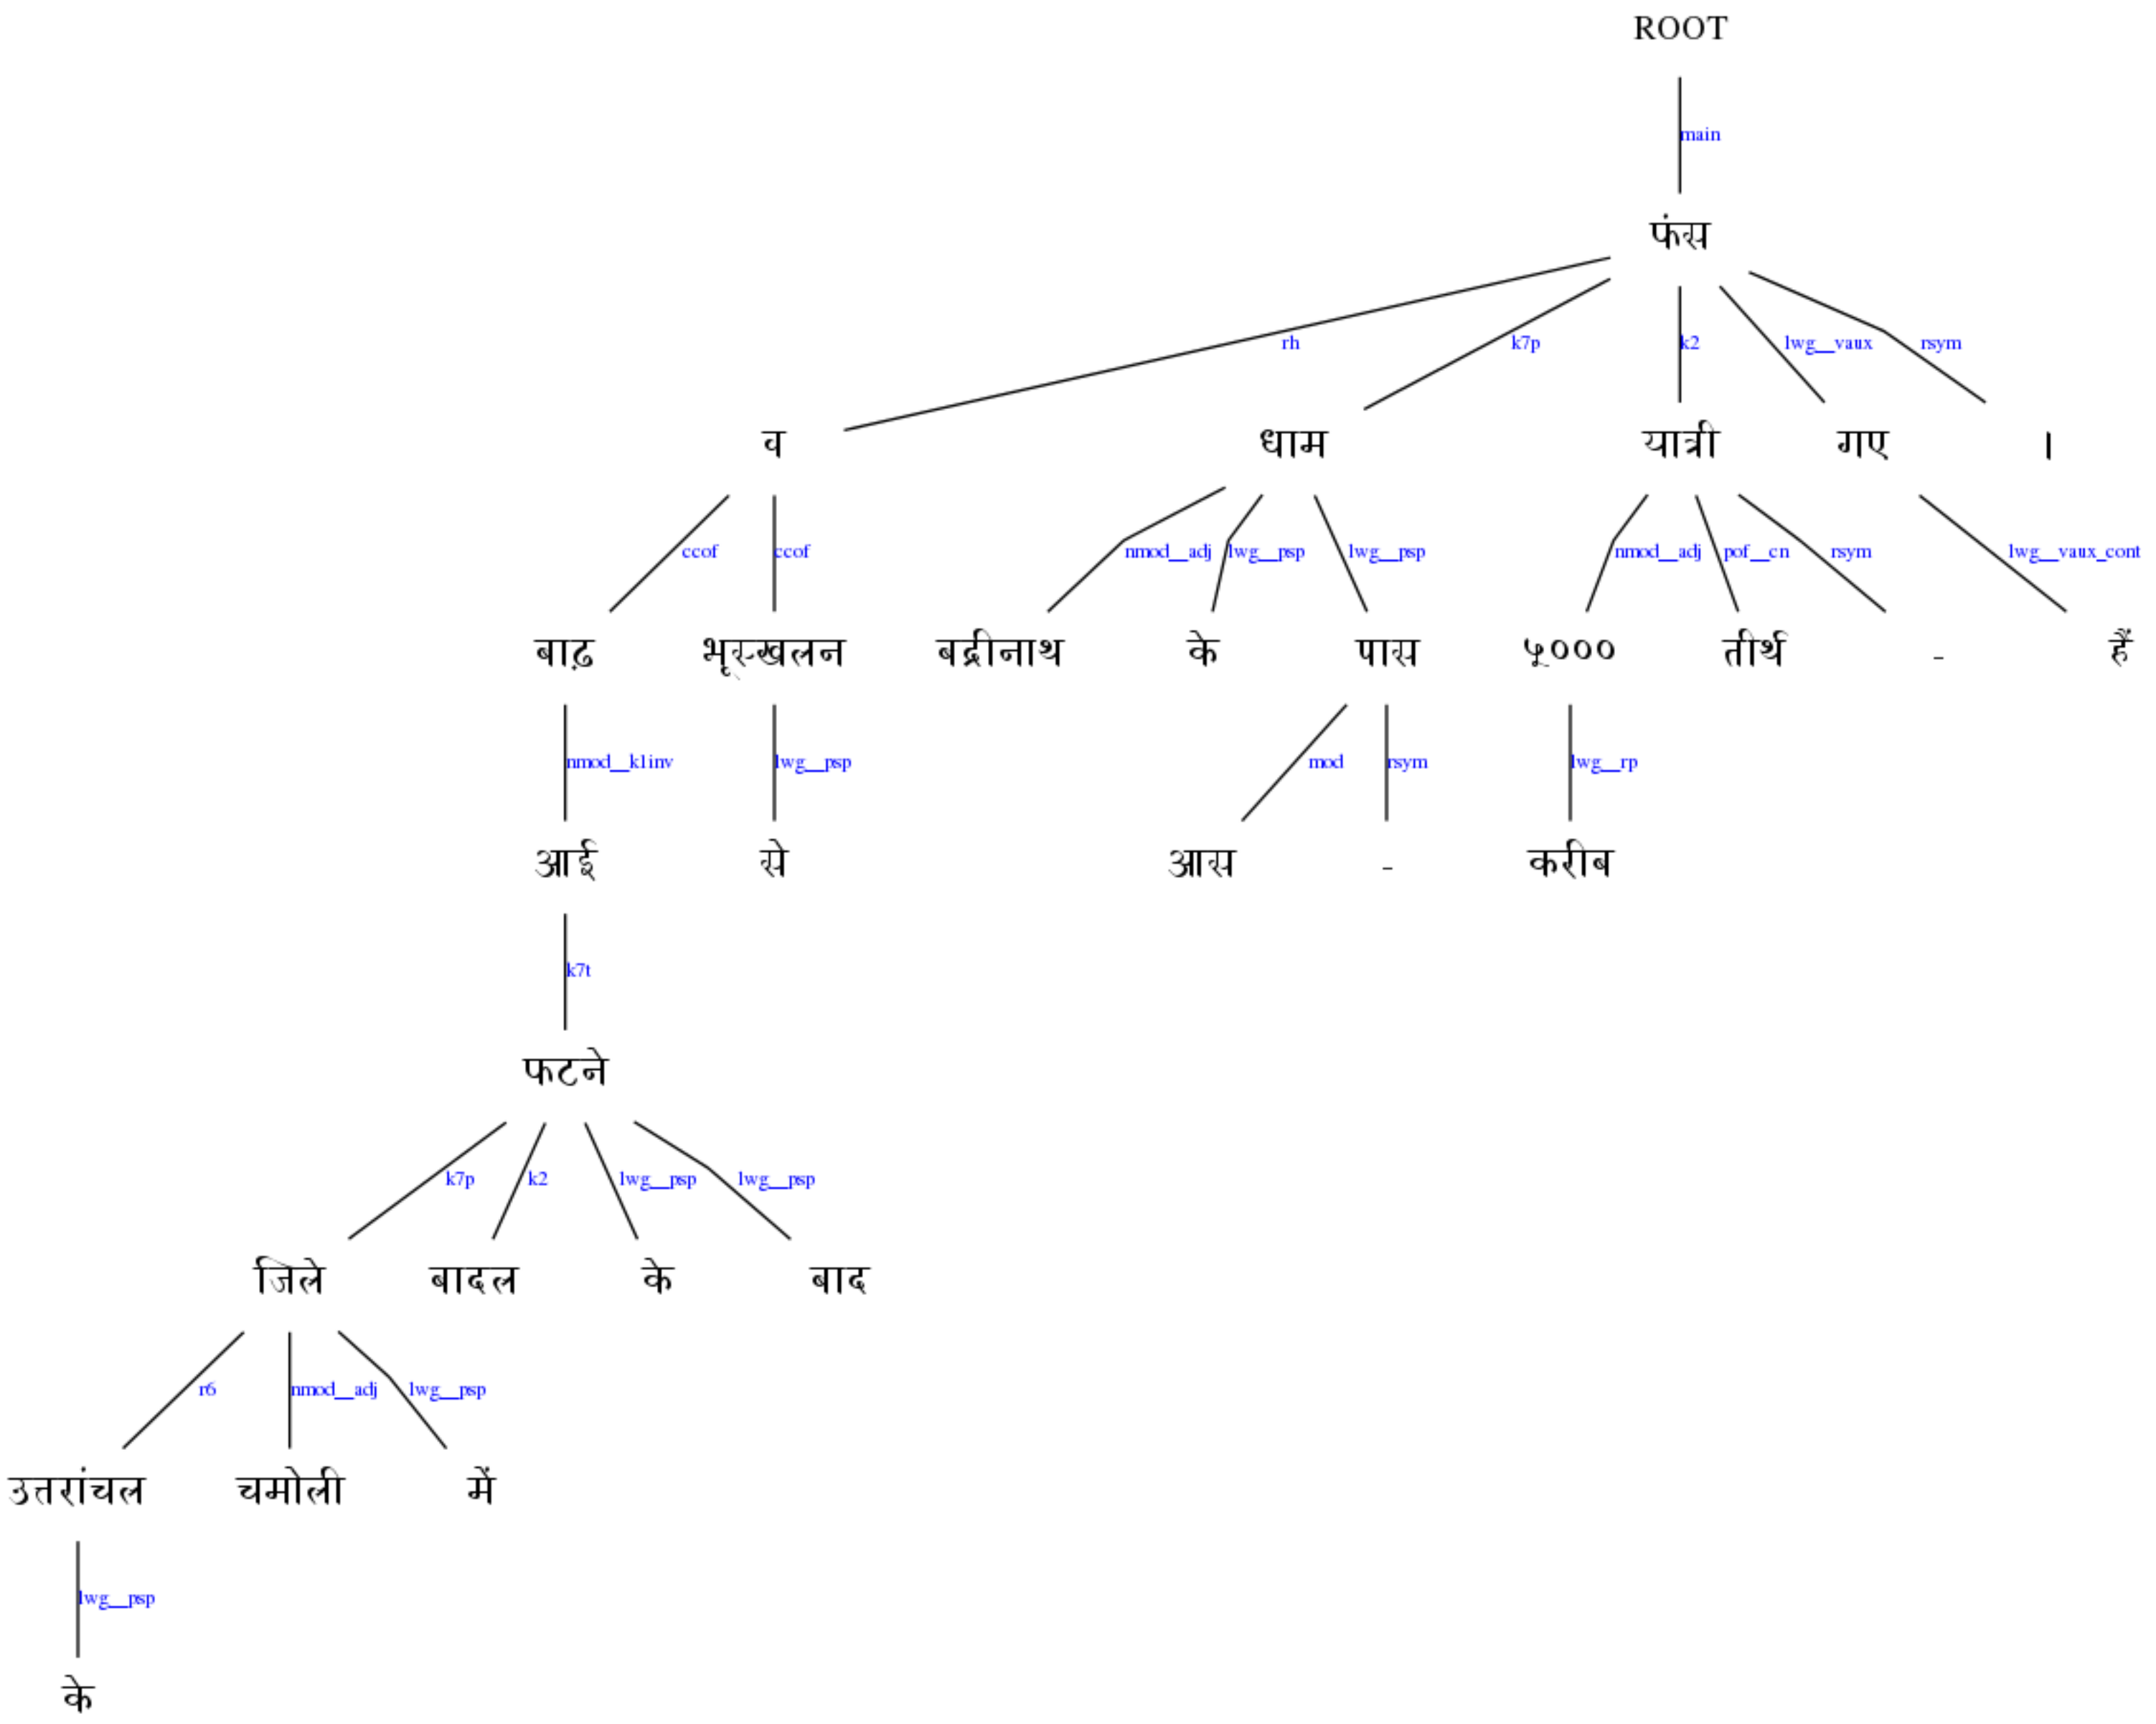 ROOT
main
फंस
rh k7p k2 lwg__vaux rsym
व धाम यात्री गए ।
ccof ccof nmod__adj lwg__psp lwg__psp nmod__adj pof__cn rsym lwg__vaux_cont
बाढ़ भूस्खलन बद्रीनाथ के पास ५००० तीर्थ - हैं
nmod__k1inv lwg__psp mod rsym lwg__rp
आई से आस - करीब
k7t
फटने
k7p k2 lwg__psp lwg__psp
जिले बादल के बाद
r6 nmod__adj lwg__psp
उत्तरांचल चमोली में
lwg__psp
के